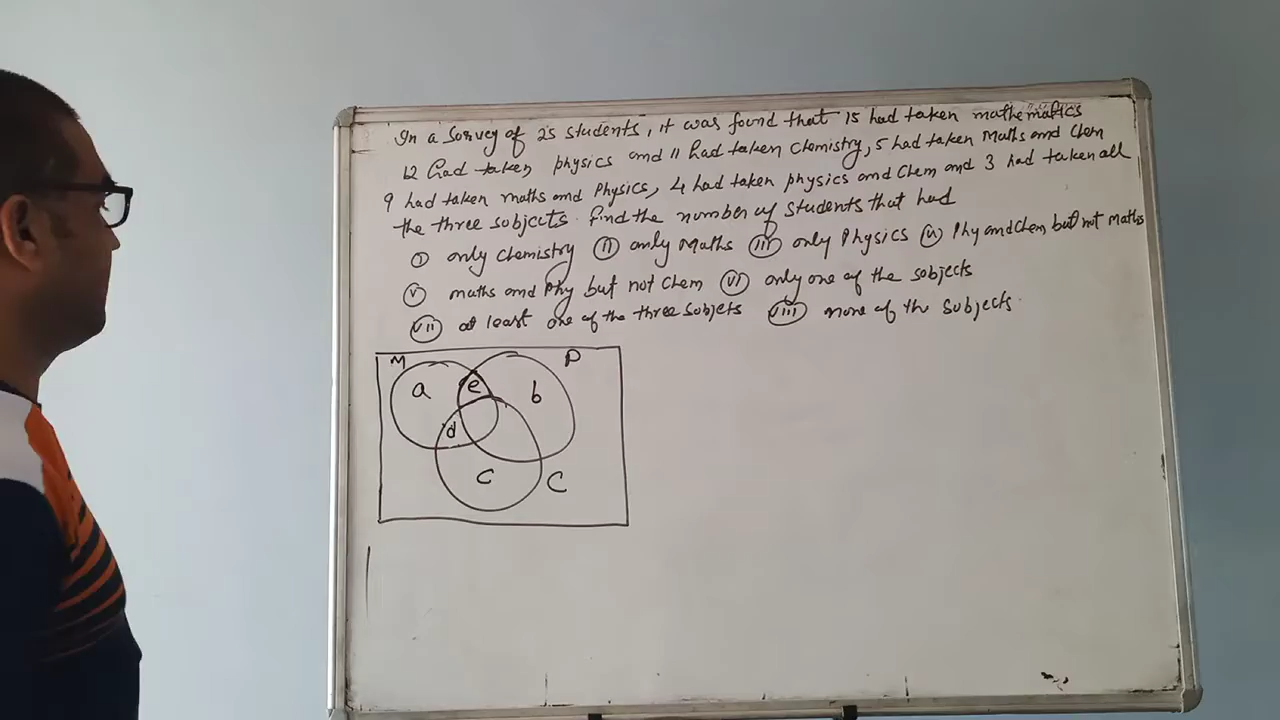 In a Sorvey of 25 students, it was found that 15 had taken mathematics
12 had taken physics and 11 had taken Chemistry, 5 had taken Maths and Chem
9 had taken maths and Physics, 4 had taken physics and Chem and 3 had taken all
the three subjects. Find the number of students that had
(i) only Chemistry (ii) only Maths (iii) only Physics (iv) Phy and Chem but not Maths
(v) maths and Phy but not Chem (vi) only one of the sobjects
(vii) at least one of the three Subjets (viii) none of the Subjects.
M P
a e b
d
c C